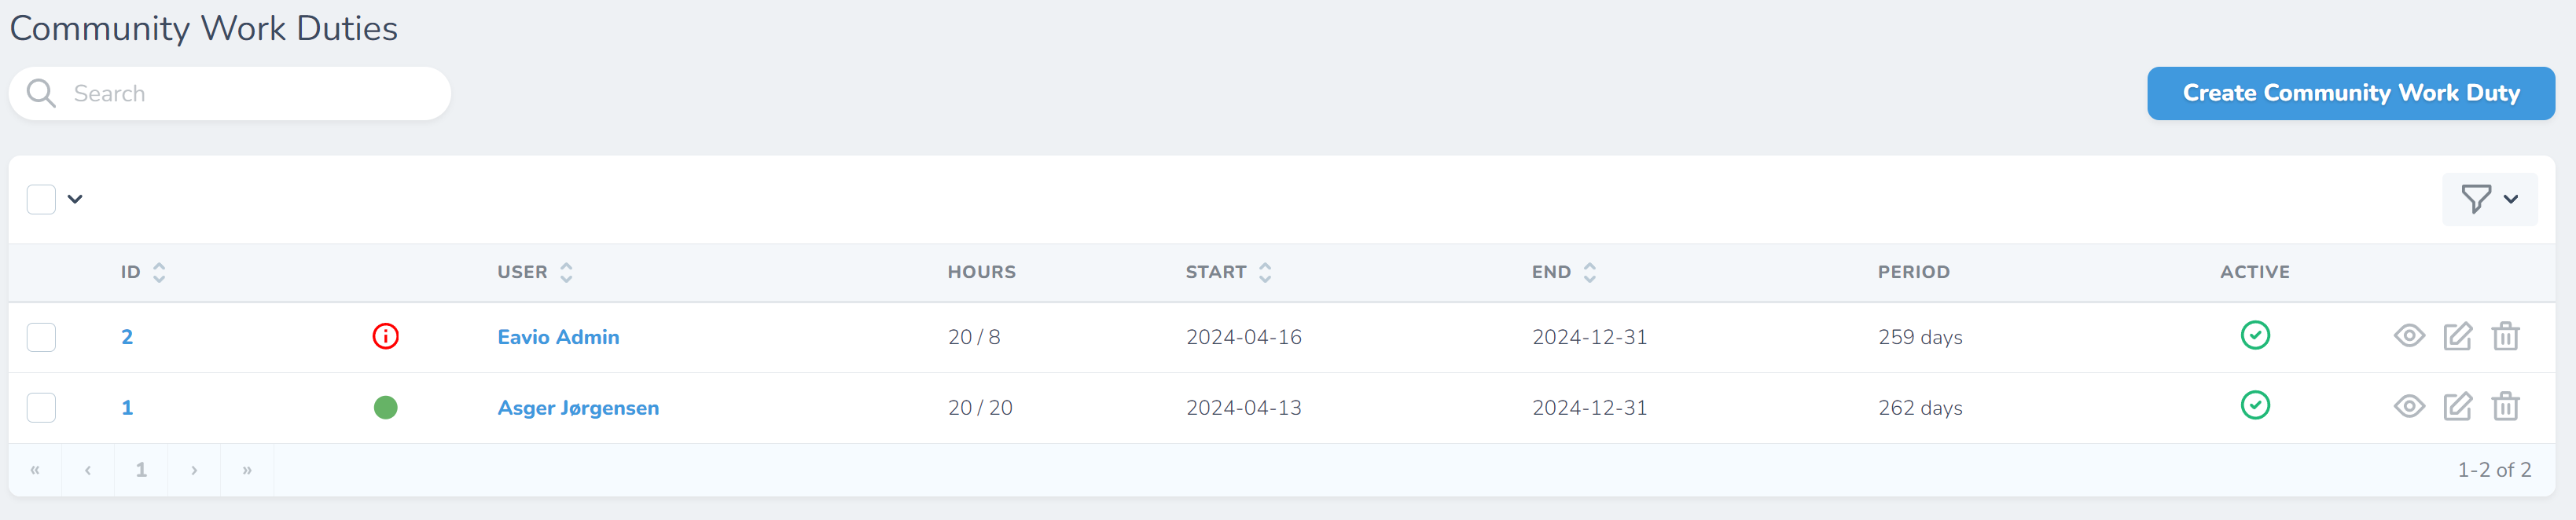 Community Work Duties
Search
Create Community Work Duty
ID USER HOURS START END PERIOD ACTIVE
2 Eavio Admin 20 / 8 2024-04-16 2024-12-31 259 days
1 Asger Jørgensen 20 / 20 2024-04-13 2024-12-31 262 days
« ‹ 1 › » 1-2 of 2